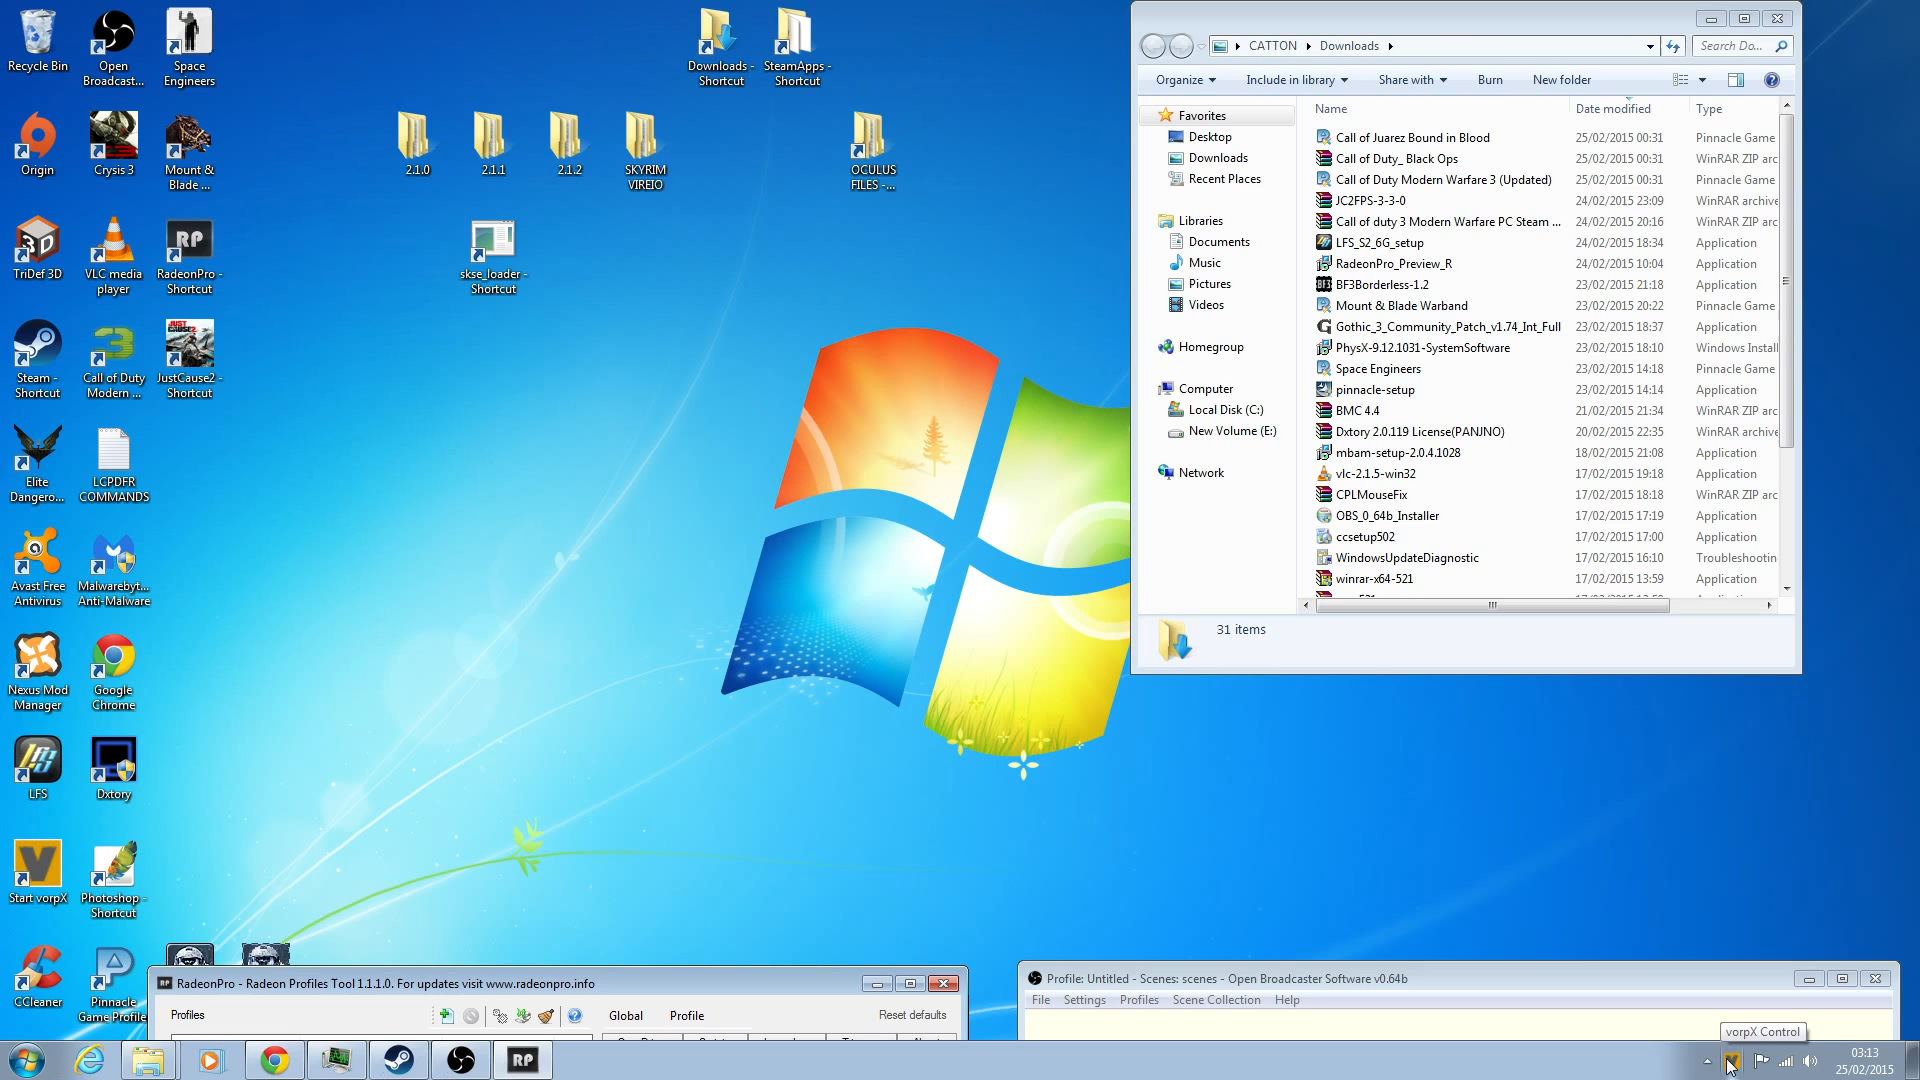 Recycle Bin
Open
Broadcast...
Space
Engineers
Origin
Crysis 3
Mount &
Blade ...
TriDef 3D
VLC media
player
RadeonPro -
Shortcut
Steam -
Shortcut
Call of Duty
Modern ...
JustCause2 -
Shortcut
Elite
Dangero...
LCPDFR
COMMANDS
Avast Free
Antivirus
Malwarebyt...
Anti-Malware
Nexus Mod
Manager
Google
Chrome
LFS
Dxtory
Start vorpX
Photoshop -
Shortcut
CCleaner
Pinnacle
Game Profile
Downloads -
Shortcut
SteamApps -
Shortcut
2.1.0
2.1.1
2.1.2
SKYRIM
VIREIO
OCULUS
FILES -...
skse_loader -
Shortcut
CATTON
Downloads
Search Do...
Organize
Include in library
Share with
Burn
New folder
Favorites
Desktop
Downloads
Recent Places
Libraries
Documents
Music
Pictures
Videos
Homegroup
Computer
Local Disk (C:)
New Volume (E:)
Network
Name Date modified Type
Call of Juarez Bound in Blood 25/02/2015 00:31 Pinnacle Game
Call of Duty_ Black Ops 25/02/2015 00:31 WinRAR ZIP arc
Call of Duty Modern Warfare 3 (Updated) 25/02/2015 00:31 Pinnacle Game
JC2FPS-3-3-0 24/02/2015 23:09 WinRAR archive
Call of duty 3 Modern Warfare PC Steam ... 24/02/2015 20:16 WinRAR ZIP arc
LFS_S2_6G_setup 24/02/2015 18:34 Application
RadeonPro_Preview_R 24/02/2015 10:04 Application
BF3Borderless-1.2 23/02/2015 21:18 Application
Mount & Blade Warband 23/02/2015 20:22 Pinnacle Game
Gothic_3_Community_Patch_v1.74_Int_Full 23/02/2015 18:37 Application
PhysX-9.12.1031-SystemSoftware 23/02/2015 18:10 Windows Install
Space Engineers 23/02/2015 14:18 Pinnacle Game
pinnacle-setup 23/02/2015 14:14 Application
BMC 4.4 21/02/2015 21:34 WinRAR ZIP arc
Dxtory 2.0.119 License(PANJNO) 20/02/2015 22:35 WinRAR archive
mbam-setup-2.0.4.1028 18/02/2015 21:08 Application
vlc-2.1.5-win32 17/02/2015 19:18 Application
CPLMouseFix 17/02/2015 18:18 WinRAR ZIP arc
OBS_0_64b_Installer 17/02/2015 17:19 Application
ccsetup502 17/02/2015 17:00 Application
WindowsUpdateDiagnostic 17/02/2015 16:10 Troubleshootin
winrar-x64-521 17/02/2015 13:59 Application
31 items
RadeonPro - Radeon Profiles Tool 1.1.1.0. For updates visit www.radeonpro.info
Profiles
Global
Profile
Reset defaults
Profile: Untitled - Scenes: scenes - Open Broadcaster Software v0.64b
File
Settings
Profiles
Scene Collection
Help
vorpX Control
RP
03:13
25/02/2015